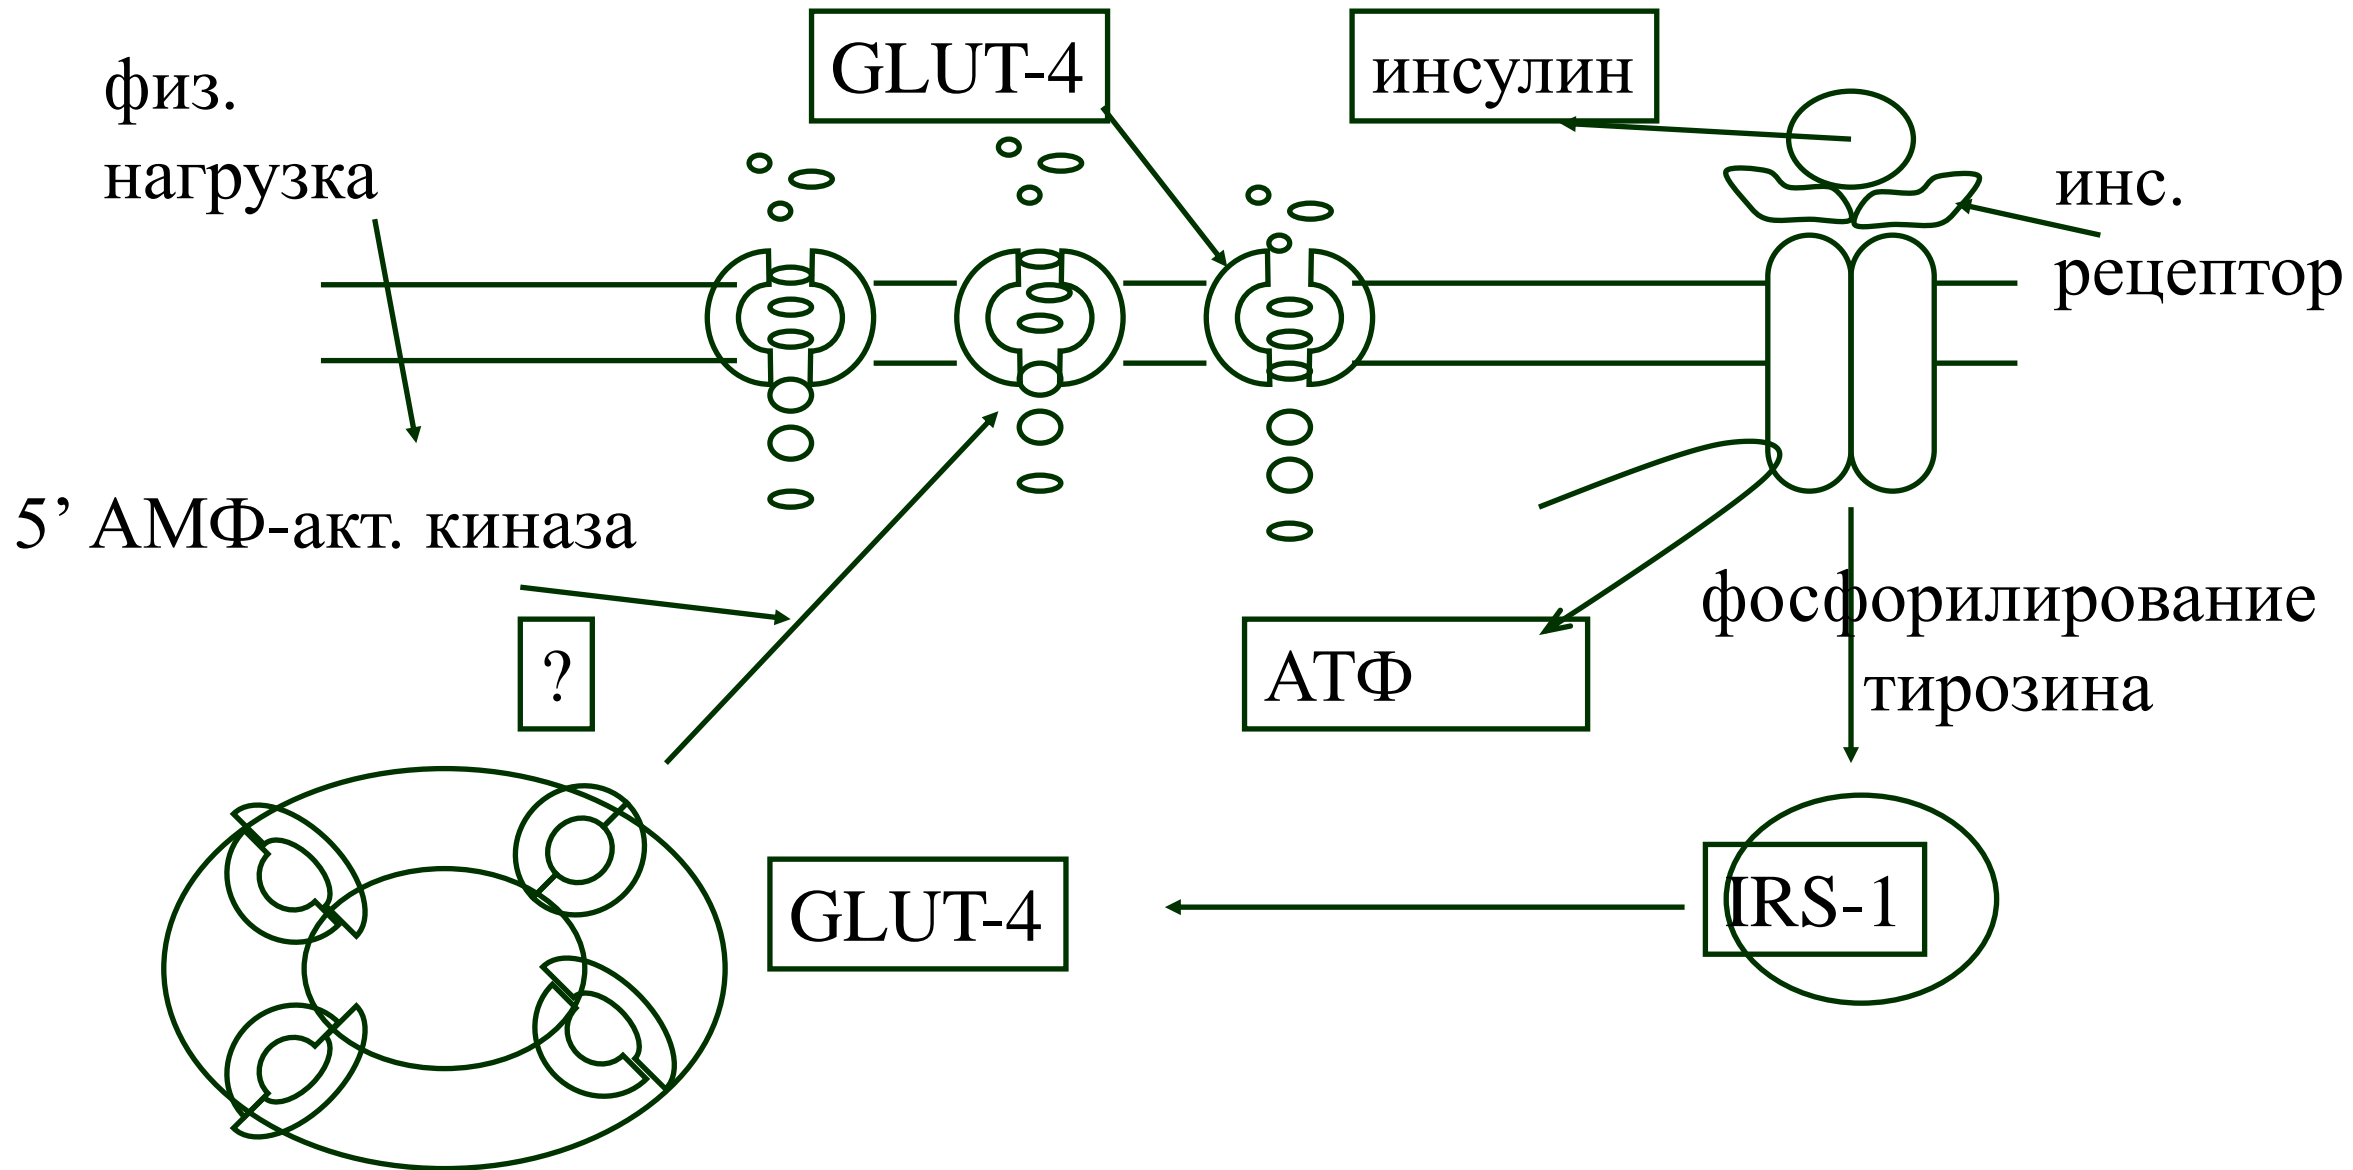 GLUT-4
инсулин
физ.
нагрузка
инс.
рецептор
5’ АМФ-акт. киназа
фосфорилирование
тирозина
?
АТФ
GLUT-4
IRS-1